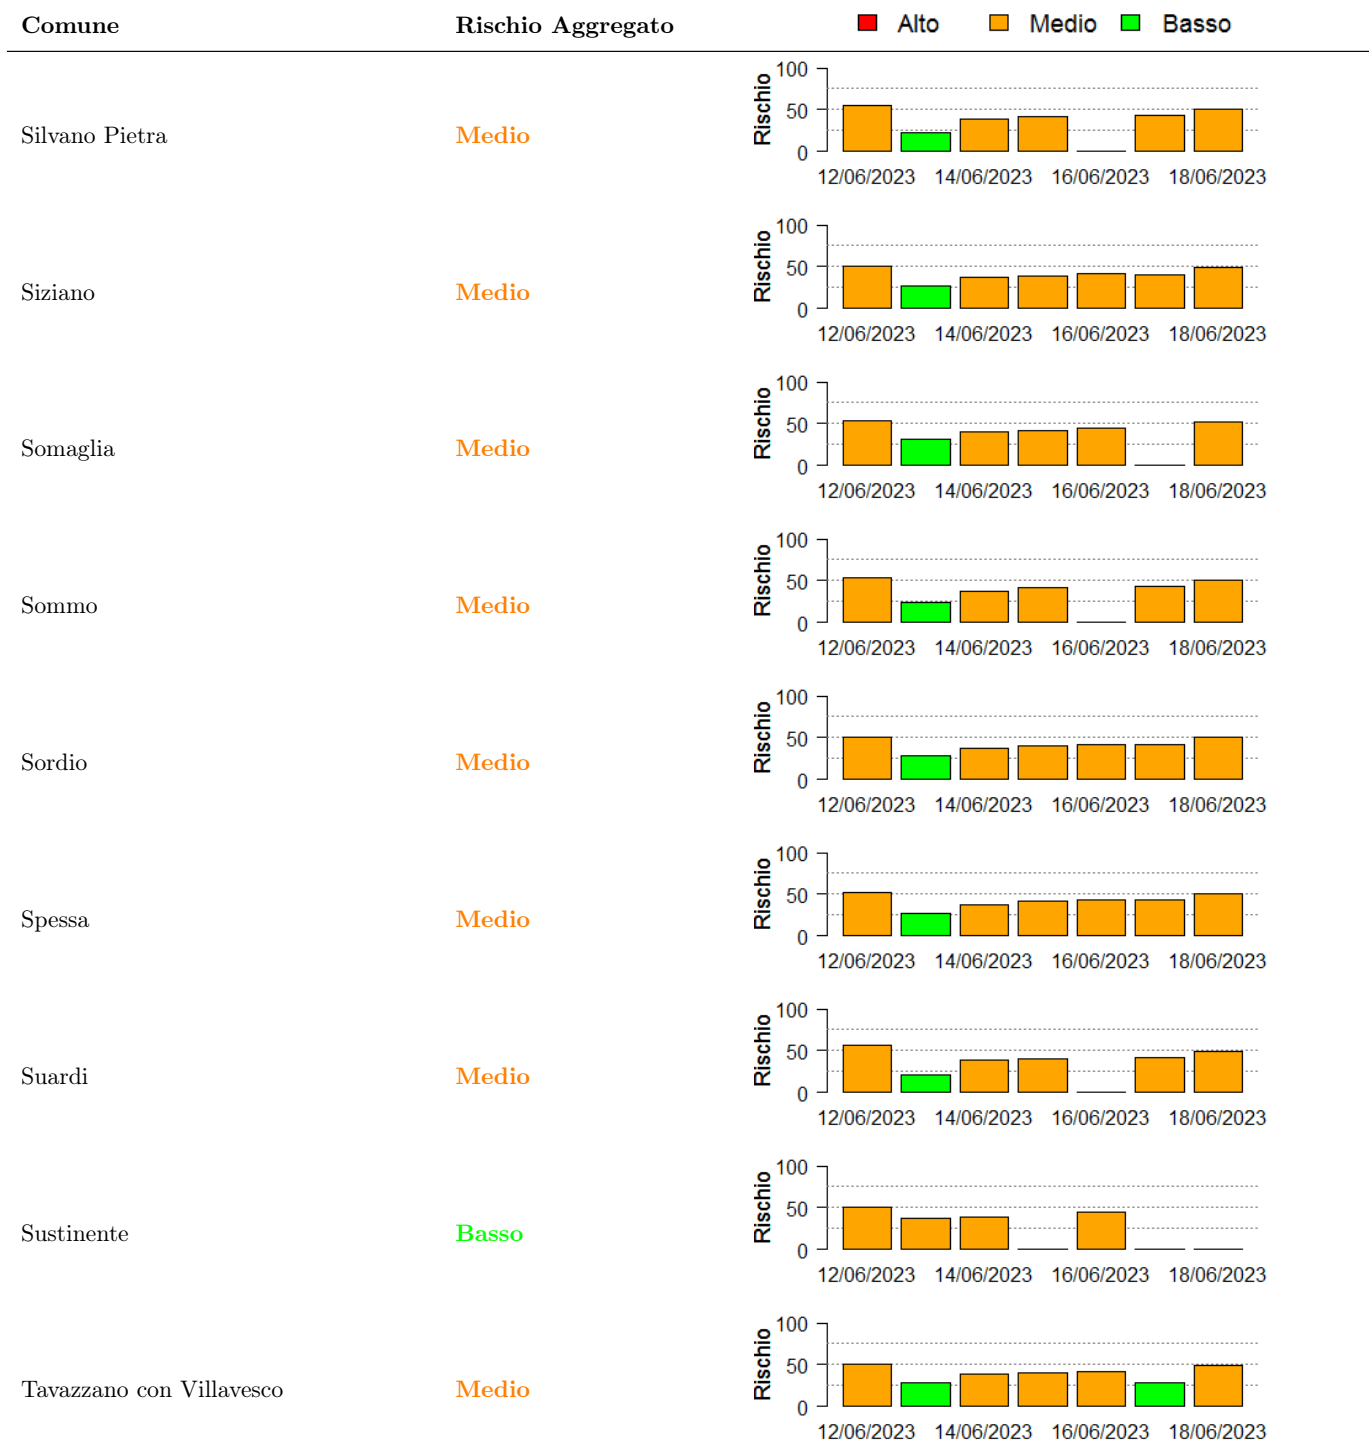 Comune Rischio Aggregato Alto Medio Basso
100
50
0
Rischio
Silvano Pietra Medio
12/06/2023 14/06/2023 16/06/2023 18/06/2023
100
50
0
Rischio
Siziano Medio
12/06/2023 14/06/2023 16/06/2023 18/06/2023
100
50
0
Rischio
Somaglia Medio
12/06/2023 14/06/2023 16/06/2023 18/06/2023
100
50
0
Rischio
Sommo Medio
12/06/2023 14/06/2023 16/06/2023 18/06/2023
100
50
0
Rischio
Sordio Medio
12/06/2023 14/06/2023 16/06/2023 18/06/2023
100
50
0
Rischio
Spessa Medio
12/06/2023 14/06/2023 16/06/2023 18/06/2023
100
50
0
Rischio
Suardi Medio
12/06/2023 14/06/2023 16/06/2023 18/06/2023
100
50
0
Rischio
Sustinente Basso
12/06/2023 14/06/2023 16/06/2023 18/06/2023
100
50
0
Rischio
Tavazzano con Villavesco Medio
12/06/2023 14/06/2023 16/06/2023 18/06/2023